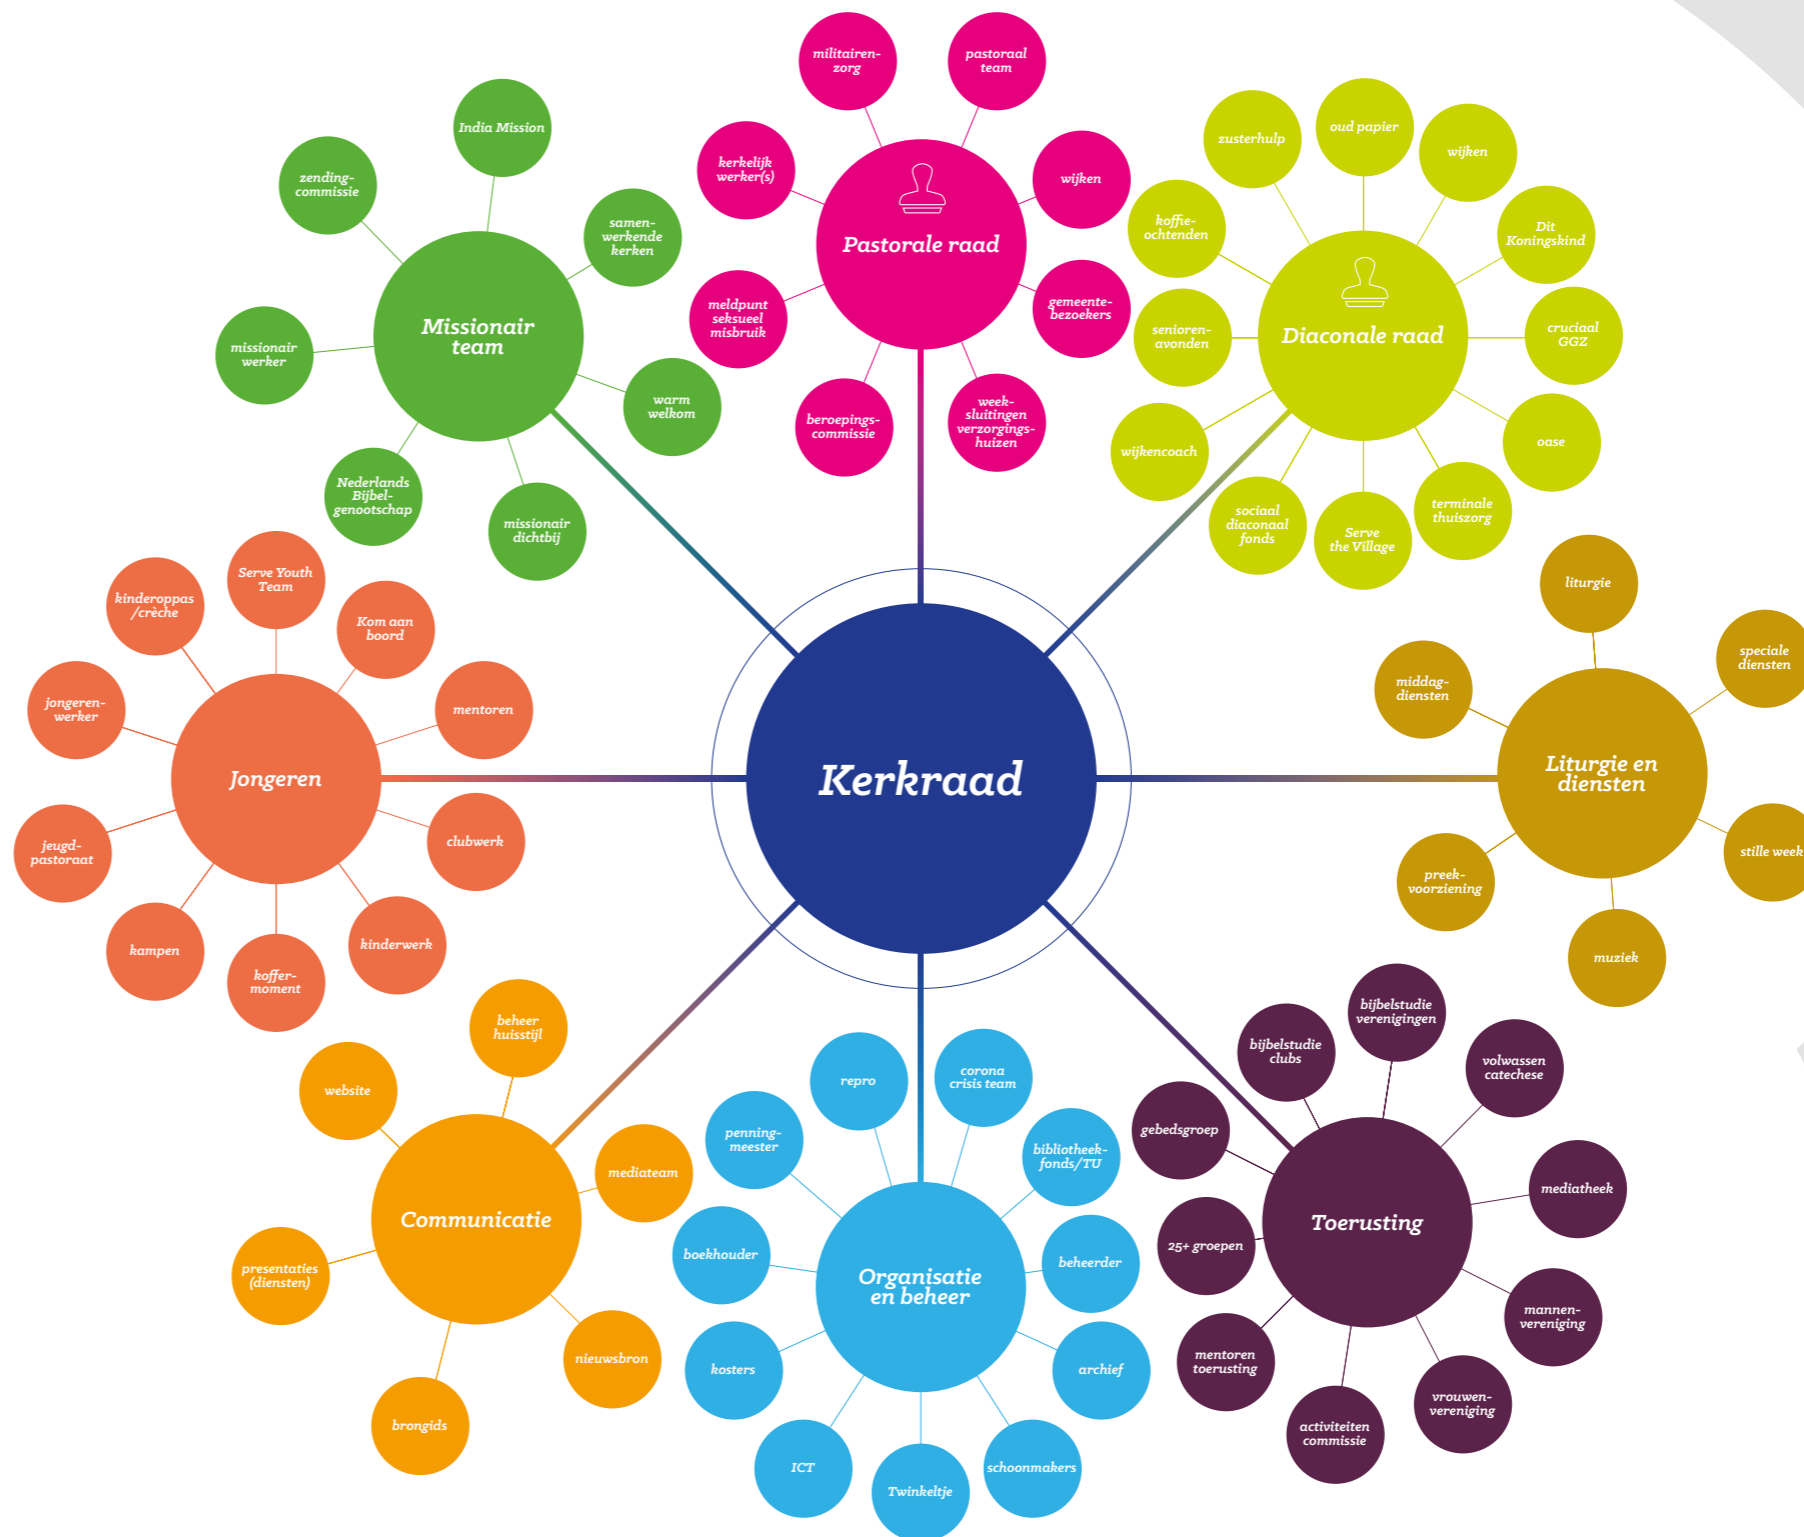 Kerkraad
Pastorale raad
militairen-
zorg
pastoraal
team
wijken
gemeente-
bezoekers
week-
sluitingen
verzorgings-
huizen
beroepings-
commissie
meldpunt
seksueel
misbruik
kerkelijk
werker(s)
Diaconale raad
zusterhulp
oud papier
wijken
Dit
Koningskind
cruciaal
GGZ
oase
terminale
thuiszorg
Serve
the Village
sociaal
diaconaal
fonds
wijkencoach
senioren-
avonden
koffie-
ochtenden
Liturgie en
diensten
liturgie
speciale
diensten
stille week
muziek
preek-
voorziening
middag-
diensten
Toerusting
bijbelstudie
clubs
bijbelstudie
verenigingen
volwassen
catechese
mediatheek
mannen-
vereniging
vrouwen-
vereniging
activiteiten
commissie
mentoren
toerusting
25+ groepen
gebedsgroep
Organisatie
en beheer
repro
corona
crisis team
bibliotheek-
fonds/TU
beheerder
archief
schoonmakers
Twinkeltje
ICT
kosters
boekhouder
penning-
meester
Communicatie
beheer
huisstijl
mediateam
nieuwsbron
brongids
presentaties
(diensten)
website
Jongeren
Serve Youth
Team
Kom aan
boord
mentoren
clubwerk
kinderwerk
koffer-
moment
kampen
jeugd-
pastoraat
jongeren-
werker
kinderoppas
/crèche
Missionair
team
India Mission
samen-
werkende
kerken
warm
welkom
missionair
dichtbij
Nederlands
Bijbel-
genootschap
missionair
werker
zending-
commissie